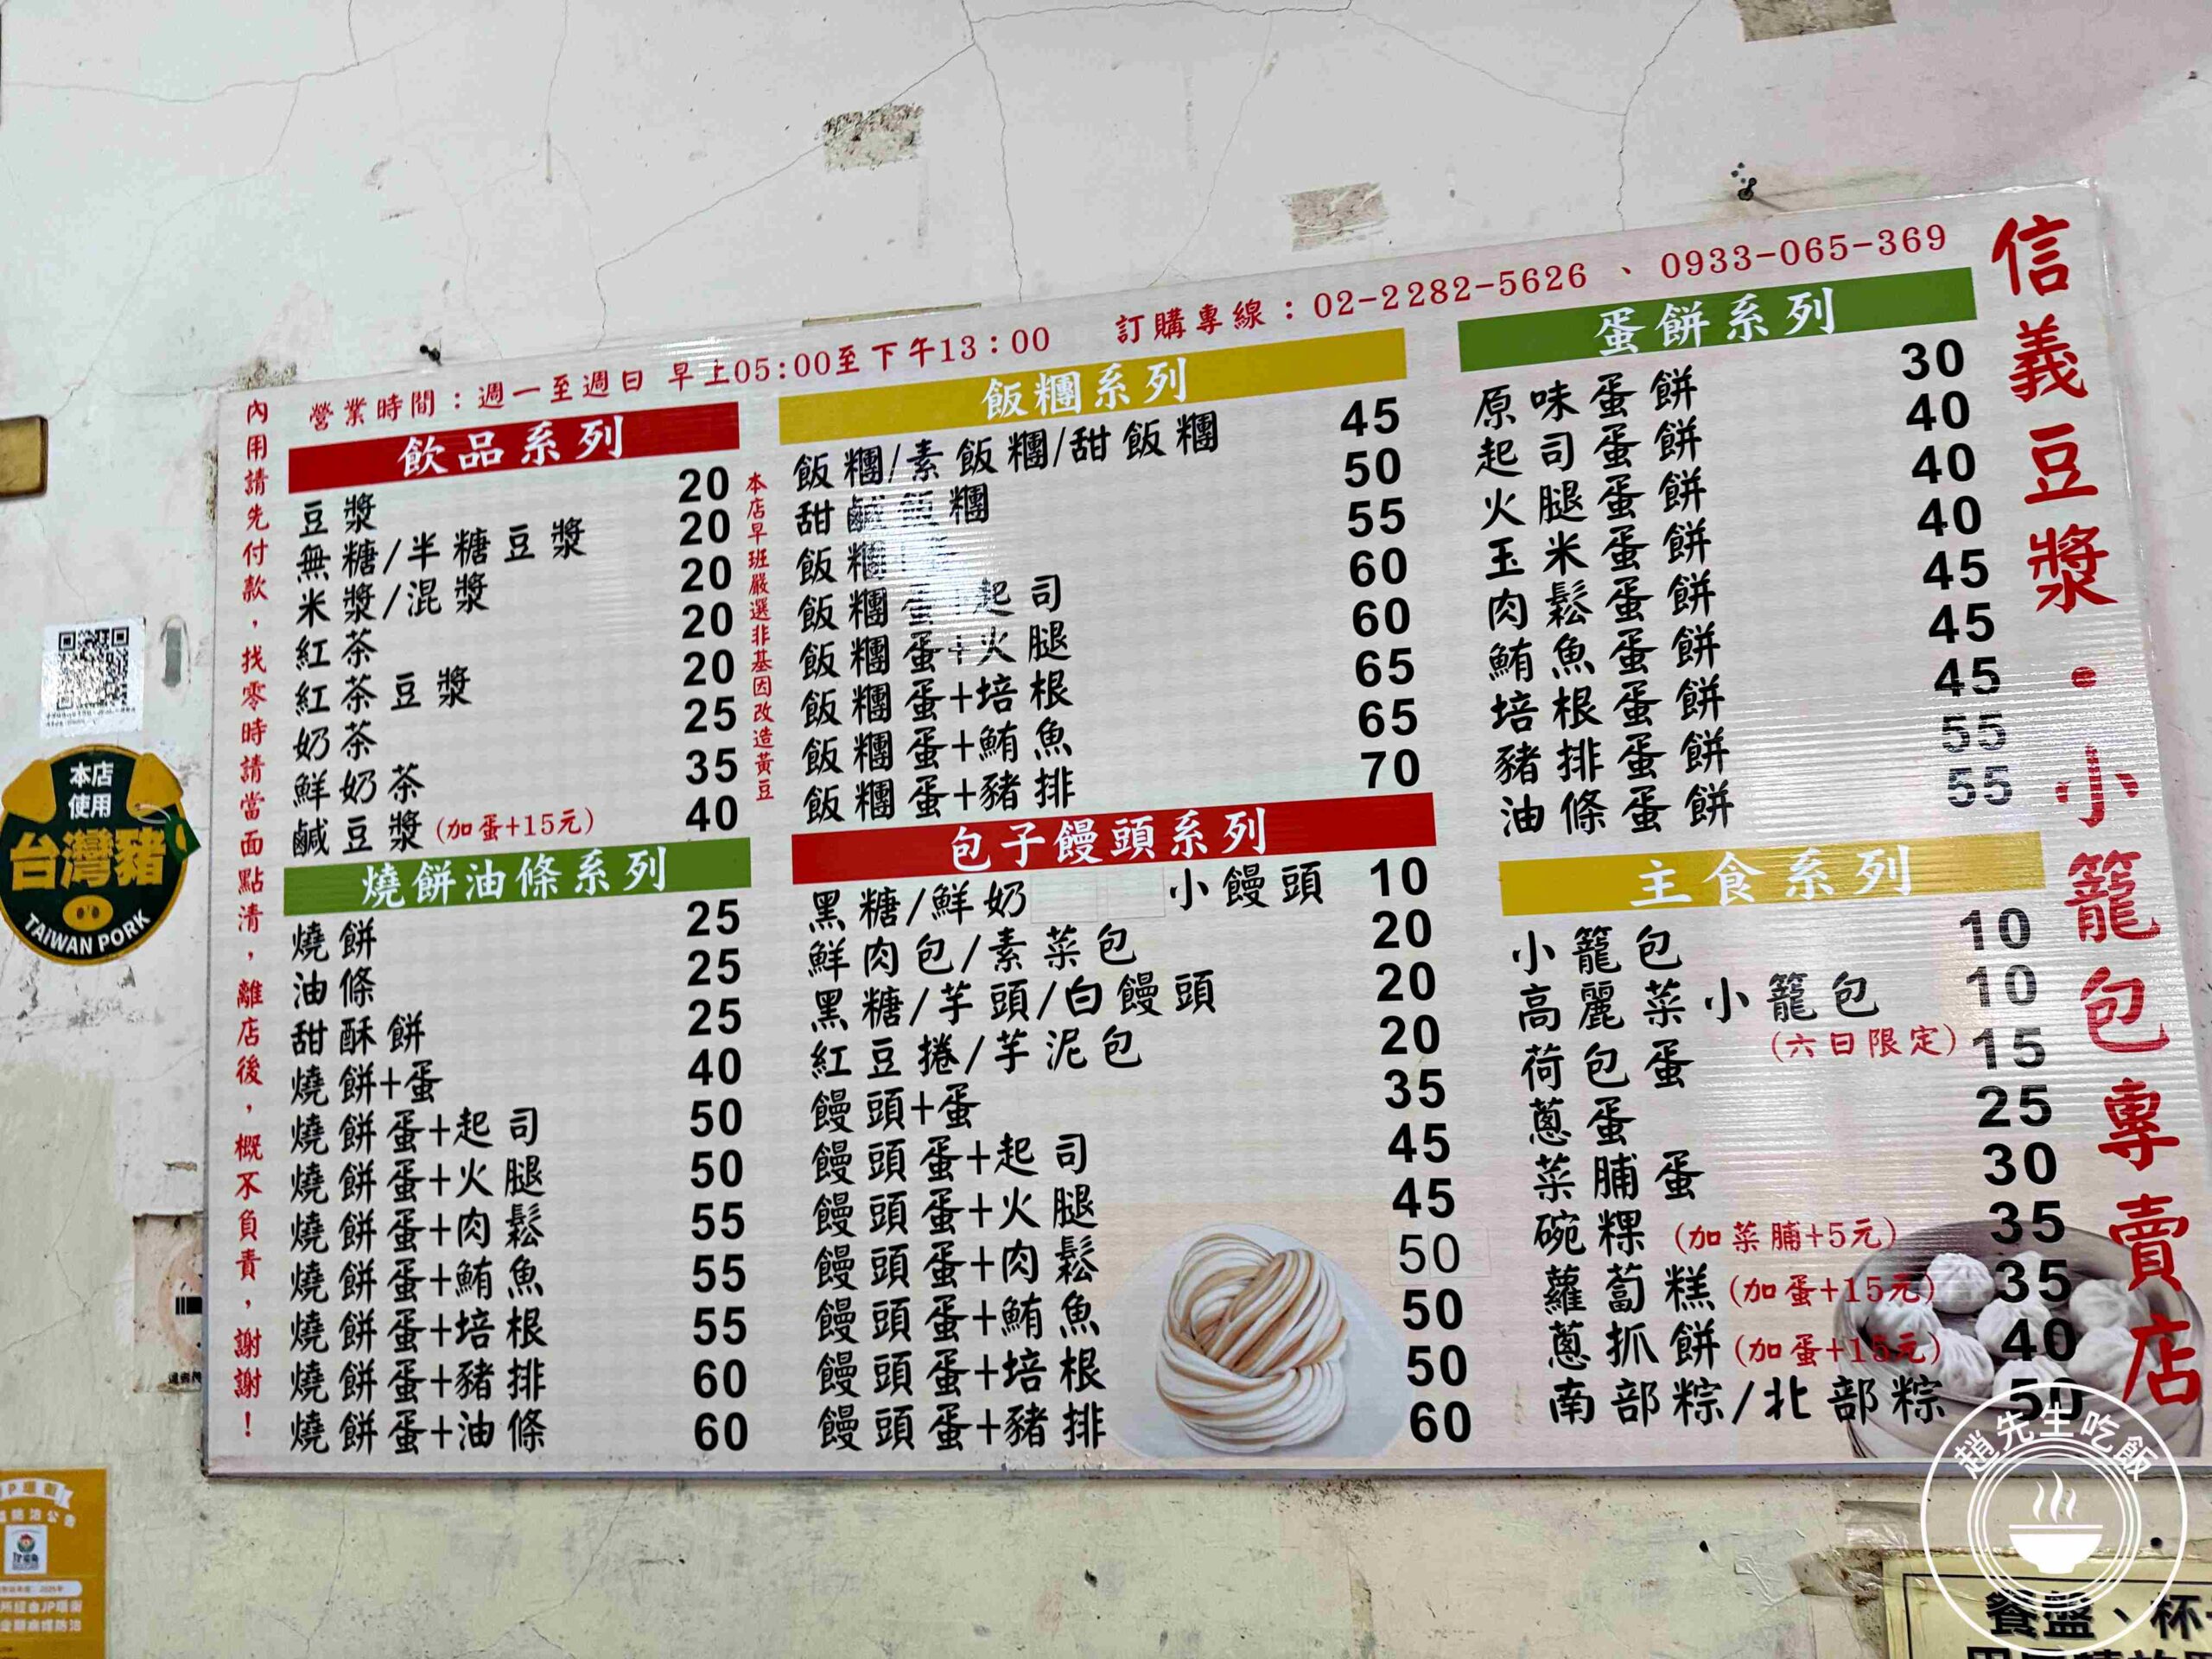 信義豆漿・小籠包專賣店
營業時間：週一至週日 早上05:00至下午13：00 訂購專線：02-2282-5626 、 0933-065-369
內用請先付款，找零時請當面點清，離店後，概不負責，謝謝！
飲品系列
豆漿 20
無糖/半糖豆漿 20
米漿/混漿 20
紅茶 20
紅茶豆漿 20
奶茶 25
鮮奶茶 35
鹹豆漿(加蛋+15元) 40
本店早班嚴選非基因改造黃豆
燒餅油條系列
燒餅 25
油條 25
甜酥餅 25
燒餅+蛋 40
燒餅蛋+起司 50
燒餅蛋+火腿 50
燒餅蛋+肉鬆 55
燒餅蛋+鮪魚 55
燒餅蛋+培根 55
燒餅蛋+豬排 60
燒餅蛋+油條 60
飯糰系列
飯糰/素飯糰/甜飯糰 45
甜鹹飯糰 50
飯糰+蛋 55
飯糰蛋+起司 60
飯糰蛋+火腿 60
飯糰蛋+培根 65
飯糰蛋+鮪魚 65
飯糰蛋+豬排 70
包子饅頭系列
黑糖/鮮奶 小饅頭 10
鮮肉包/素菜包 20
黑糖/芋頭/白饅頭 20
紅豆捲/芋泥包 20
饅頭+蛋 35
饅頭蛋+起司 45
饅頭蛋+火腿 45
饅頭蛋+肉鬆 50
饅頭蛋+鮪魚 50
饅頭蛋+培根 50
饅頭蛋+豬排 60
蛋餅系列
原味蛋餅 30
起司蛋餅 40
火腿蛋餅 40
玉米蛋餅 40
肉鬆蛋餅 45
鮪魚蛋餅 45
培根蛋餅 45
豬排蛋餅 55
油條蛋餅 55
主食系列
小籠包 10
高麗菜小籠包 10
(六日限定)
荷包蛋 15
蔥蛋 25
菜脯蛋 30
碗粿 (加菜脯+5元) 35
蘿蔔糕(加蛋+15元) 35
蔥抓餅(加蛋+15元) 40
南部粽/北部粽 50
本店
使用
台灣豬
TAIWAN PORK
趙先生吃飯
餐盤、杯